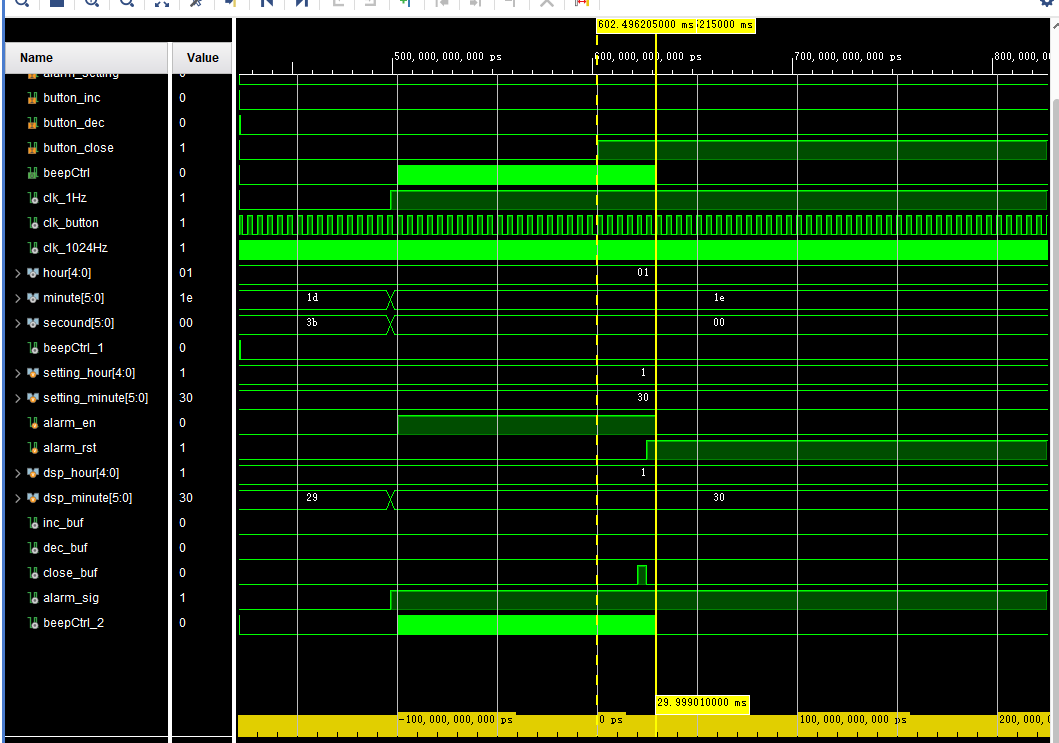 602.496205000 ms
215000 ms
Name Value
500,000,000,000 ps 600,000,000,000 ps 700,000,000,000 ps 800,000,0
alarm_setting 0
button_inc 0
button_dec 0
button_close 1
beepCtrl 0
clk_1Hz 1
clk_button 1
clk_1024Hz 1
hour[4:0] 01 01
minute[5:0] 1e 1d 1e
secound[5:0] 00 3b 00
beepCtrl_1 0
setting_hour[4:0] 1 1
setting_minute[5:0] 30 30
alarm_en 0
alarm_rst 1
dsp_hour[4:0] 1 1
dsp_minute[5:0] 30 29 30
inc_buf 0
dec_buf 0
close_buf 0
alarm_sig 1
beepCtrl_2 0
29.999010000 ms
-100,000,000,000 ps 0 ps 100,000,000,000 ps 200,000,